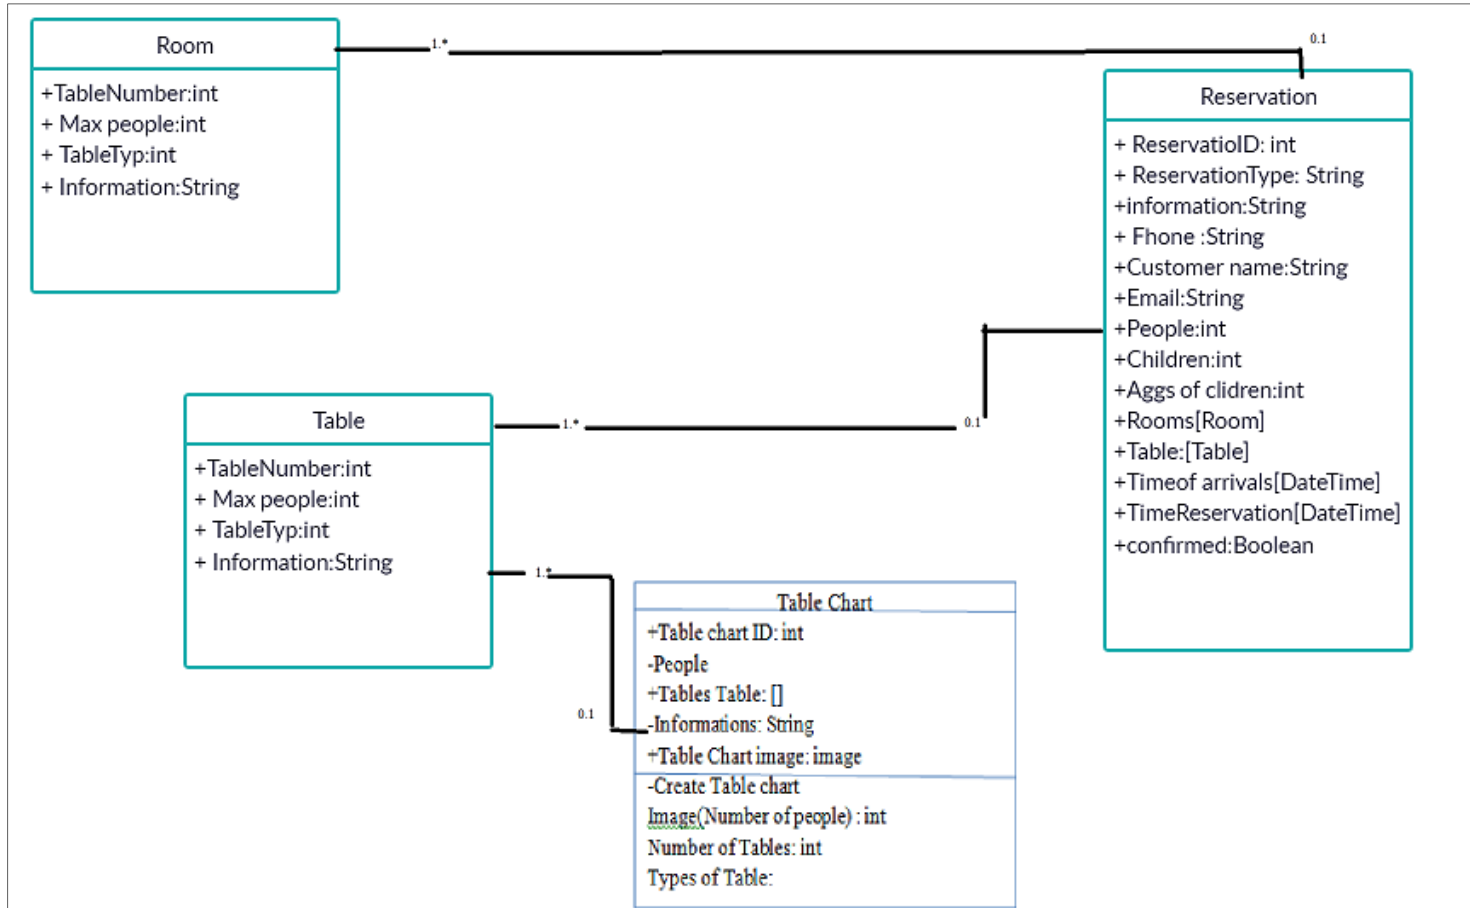 Room
+TableNumber:int
+ Max people:int
+ TableTyp:int
+ Information:String
1.*
0.1
Reservation
+ ReservatioID: int
+ ReservationType: String
+information:String
+ Fhone :String
+Customer name:String
+Email:String
+People:int
+Children:int
+Aggs of clidren:int
+Rooms[Room]
+Table:[Table]
+Timeof arrivals[DateTime]
+TimeReservation[DateTime]
+confirmed:Boolean
Table
+TableNumber:int
+ Max people:int
+ TableTyp:int
+ Information:String
1.*
0.1
1.*
0.1
Table Chart
+Table chart ID: int
-People
+Tables Table: []
-Informations: String
+Table Chart image: image
-Create Table chart
Image(Number of people) : int
Number of Tables: int
Types of Table: